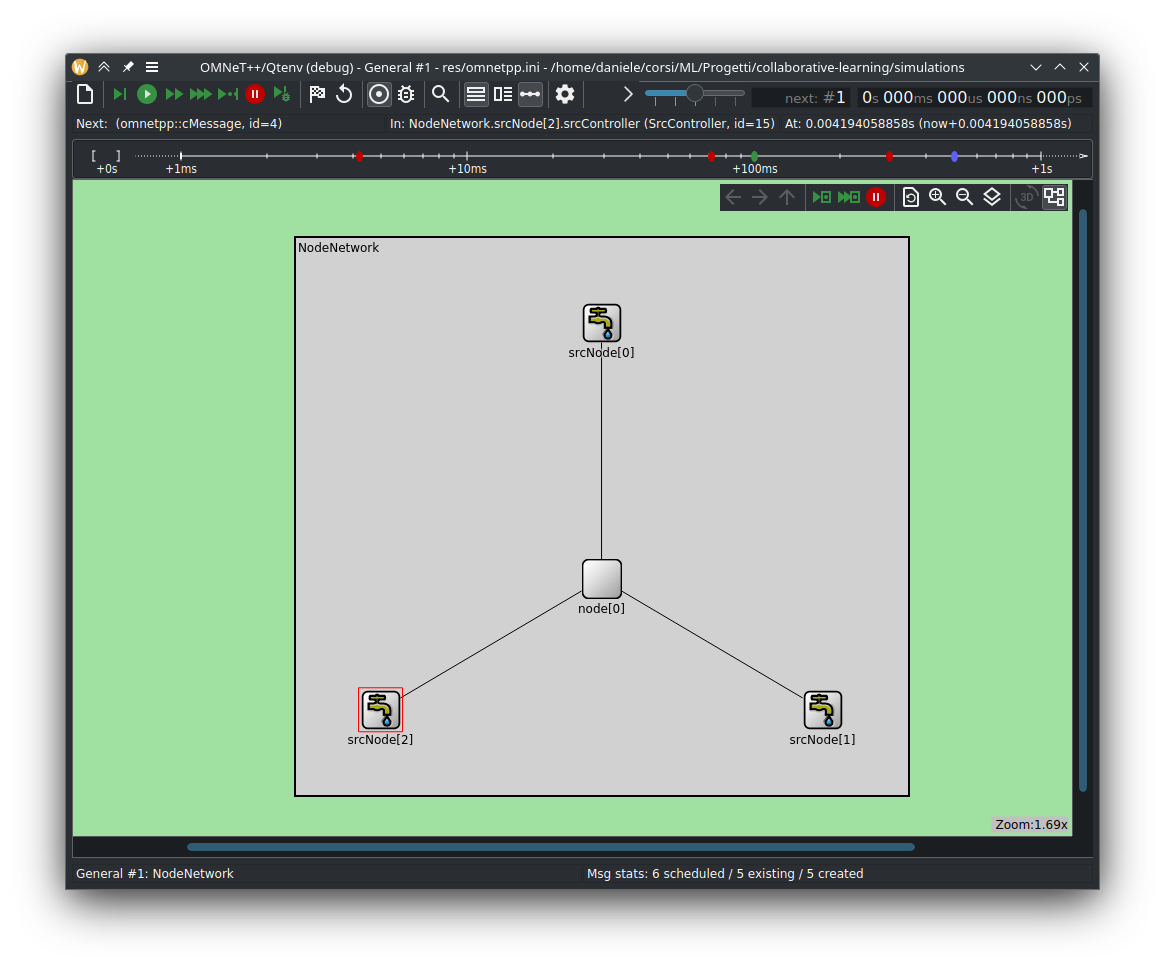 OMNeT++/Qtenv (debug) - General #1 - res/omnetpp.ini - /home/daniele/corsi/ML/Progetti/collaborative-learning/simulations
next: #1 0s 000ms 000us 000ns 000ps
Next: (omnetpp::cMessage, id=4) In: NodeNetwork.srcNode[2].srcController (SrcController, id=15) At: 0.004194058858s (now+0.004194058858s)
[ ]
+0s +1ms +10ms +100ms +1s
3D
NodeNetwork
srcNode[0]
node[0]
srcNode[2] srcNode[1]
Zoom:1.69x
General #1: NodeNetwork Msg stats: 6 scheduled / 5 existing / 5 created